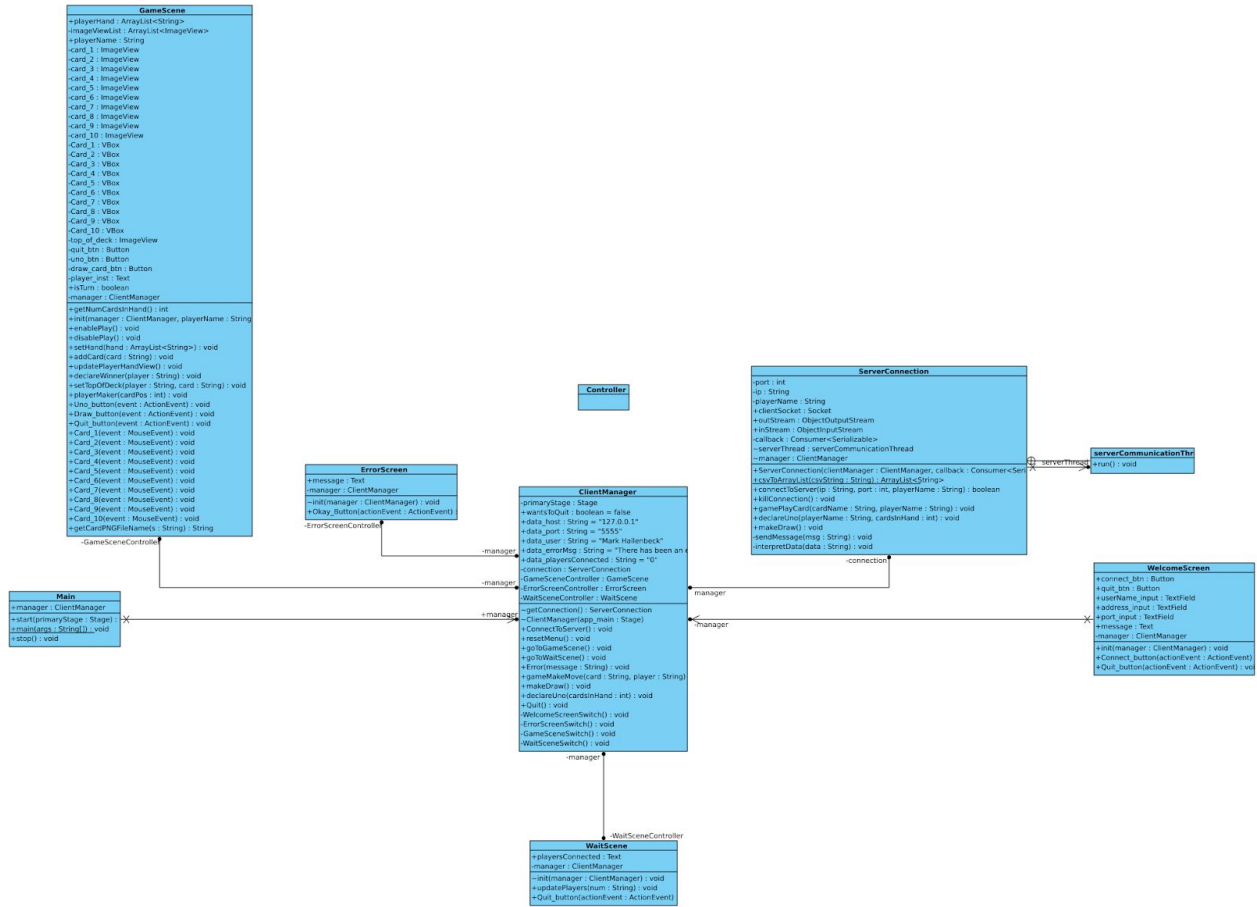 GameScene
+playerHand : ArrayList<String>
-imageViewList : ArrayList<ImageView>
+playerName : String
-card_1 : ImageView
-card_2 : ImageView
-card_3 : ImageView
-card_4 : ImageView
-card_5 : ImageView
-card_6 : ImageView
-card_7 : ImageView
-card_8 : ImageView
-card_9 : ImageView
-card_10 : ImageView
-Card_1 : VBox
-Card_2 : VBox
-Card_3 : VBox
-Card_4 : VBox
-Card_5 : VBox
-Card_6 : VBox
-Card_7 : VBox
-Card_8 : VBox
-Card_9 : VBox
-Card_10 : VBox
-top_of_deck : ImageView
-quit_btn : Button
-uno_btn : Button
-draw_card_btn : Button
-player_inst : Text
+isTurn : boolean
-manager : ClientManager
+getNumCardsInHand() : int
+init(manager : ClientManager, playerName : String
+enablePlay() : void
+disablePlay() : void
+setHand(hand : ArrayList<String>) : void
+addCard(card : String) : void
+updatePlayerHandView() : void
+declareWinner(player : String) : void
+setTopOfDeck(player : String, card : String) : void
+playerMaker(cardPos : int) : void
+Uno_button(event : ActionEvent) : void
+Draw_button(event : ActionEvent) : void
+Quit_button(event : ActionEvent) : void
+Card_1(event : MouseEvent) : void
+Card_2(event : MouseEvent) : void
+Card_3(event : MouseEvent) : void
+Card_4(event : MouseEvent) : void
+Card_5(event : MouseEvent) : void
+Card_6(event : MouseEvent) : void
+Card_7(event : MouseEvent) : void
+Card_8(event : MouseEvent) : void
+Card_9(event : MouseEvent) : void
+Card_10(event : MouseEvent) : void
+getCardPNGFileName(s : String) : String
-GameSceneController
Controller
ServerConnection
-port : int
-ip : String
-playerName : String
+clientSocket : Socket
+outStream : ObjectOutputStream
+inStream : ObjectInputStream
-callback : Consumer<Serializable>
~serverThread : serverCommunicationThread
~manager : ClientManager
+ServerConnection(clientManager : ClientManager, callback : Consumer<Seri
+csvToArrayList(csvString : String) : ArrayList<String>
+connectToServer(ip : String, port : int, playerName : String) : boolean
+killConnection() : void
+gamePlayCard(cardName : String, playerName : String) : void
+declareUno(playerName : String, cardsInHand : int) : void
+makeDraw() : void
-sendMessage(msg : String) : void
-interpretData(data : String) : void
-connection
serverThread
serverCommunicationThr
+run() : void
ErrorScreen
+message : Text
-manager : ClientManager
~init(manager : ClientManager) : void
+Okay_Button(actionEvent : ActionEvent) :
-ErrorScreenController
ClientManager
-primaryStage : Stage
+wantsToQuit : boolean = false
+data_host : String = "127.0.0.1"
+data_port : String = "5555"
+data_user : String = "Mark Hallenbeck"
+data_errorMsg : String = "There has been an e
+data_playersConnected : String = "0"
-connection : ServerConnection
-GameSceneController : GameScene
-ErrorScreenController : ErrorScreen
-WaitSceneController : WaitScene
~getConnection() : ServerConnection
~ClientManager(app_main : Stage)
+ConnectToServer() : void
+resetMenu() : void
+goToGameScene() : void
+goToWaitScene() : void
+Error(message : String) : void
+gameMakeMove(card : String, player : String)
+makeDraw() : void
+declareUno(cardsInHand : int) : void
+Quit() : void
-WelcomeScreenSwitch() : void
-ErrorScreenSwitch() : void
-GameSceneSwitch() : void
-WaitSceneSwitch() : void
-manager
-manager
+manager
manager
-manager
-manager
Main
+manager : ClientManager
+start(primaryStage : Stage) :
+main(args : String[]) : void
+stop() : void
WelcomeScreen
+connect_btn : Button
+quit_btn : Button
+userName_input : TextField
+address_input : TextField
+port_input : TextField
+message : Text
-manager : ClientManager
+init(manager : ClientManager) : void
+Connect_button(actionEvent : ActionEvent)
+Quit_button(actionEvent : ActionEvent) : voi
-WaitSceneController
WaitScene
+playersConnected : Text
-manager : ClientManager
~init(manager : ClientManager) : void
+updatePlayers(num : String) : void
+Quit_button(actionEvent : ActionEvent)